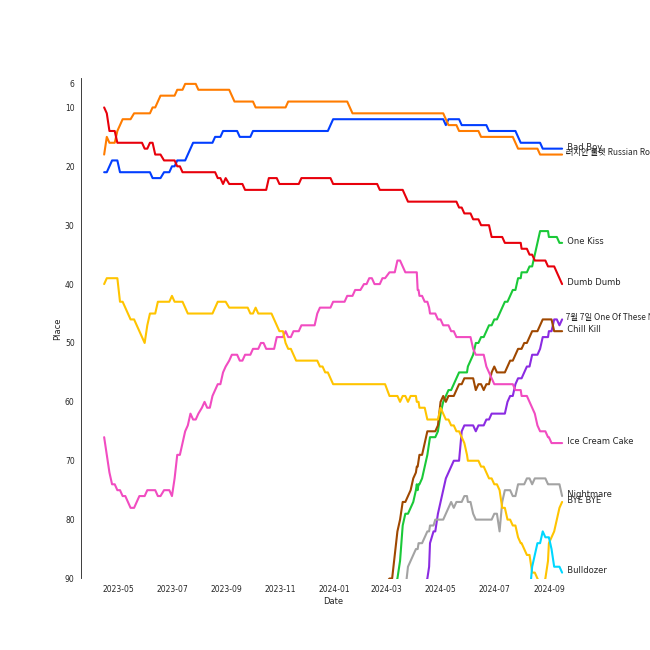 6
10
20
30
40
50
60
70
80
90
Place
2023-05
2023-07
2023-09
2023-11
2024-01
2024-03
2024-05
2024-07
2024-09
Date
Bad Boy
러시안 룰렛 Russian Ro
One Kiss
Dumb Dumb
7월 7일 One Of These N
Chill Kill
Ice Cream Cake
Nightmare
BYE BYE
Bulldozer